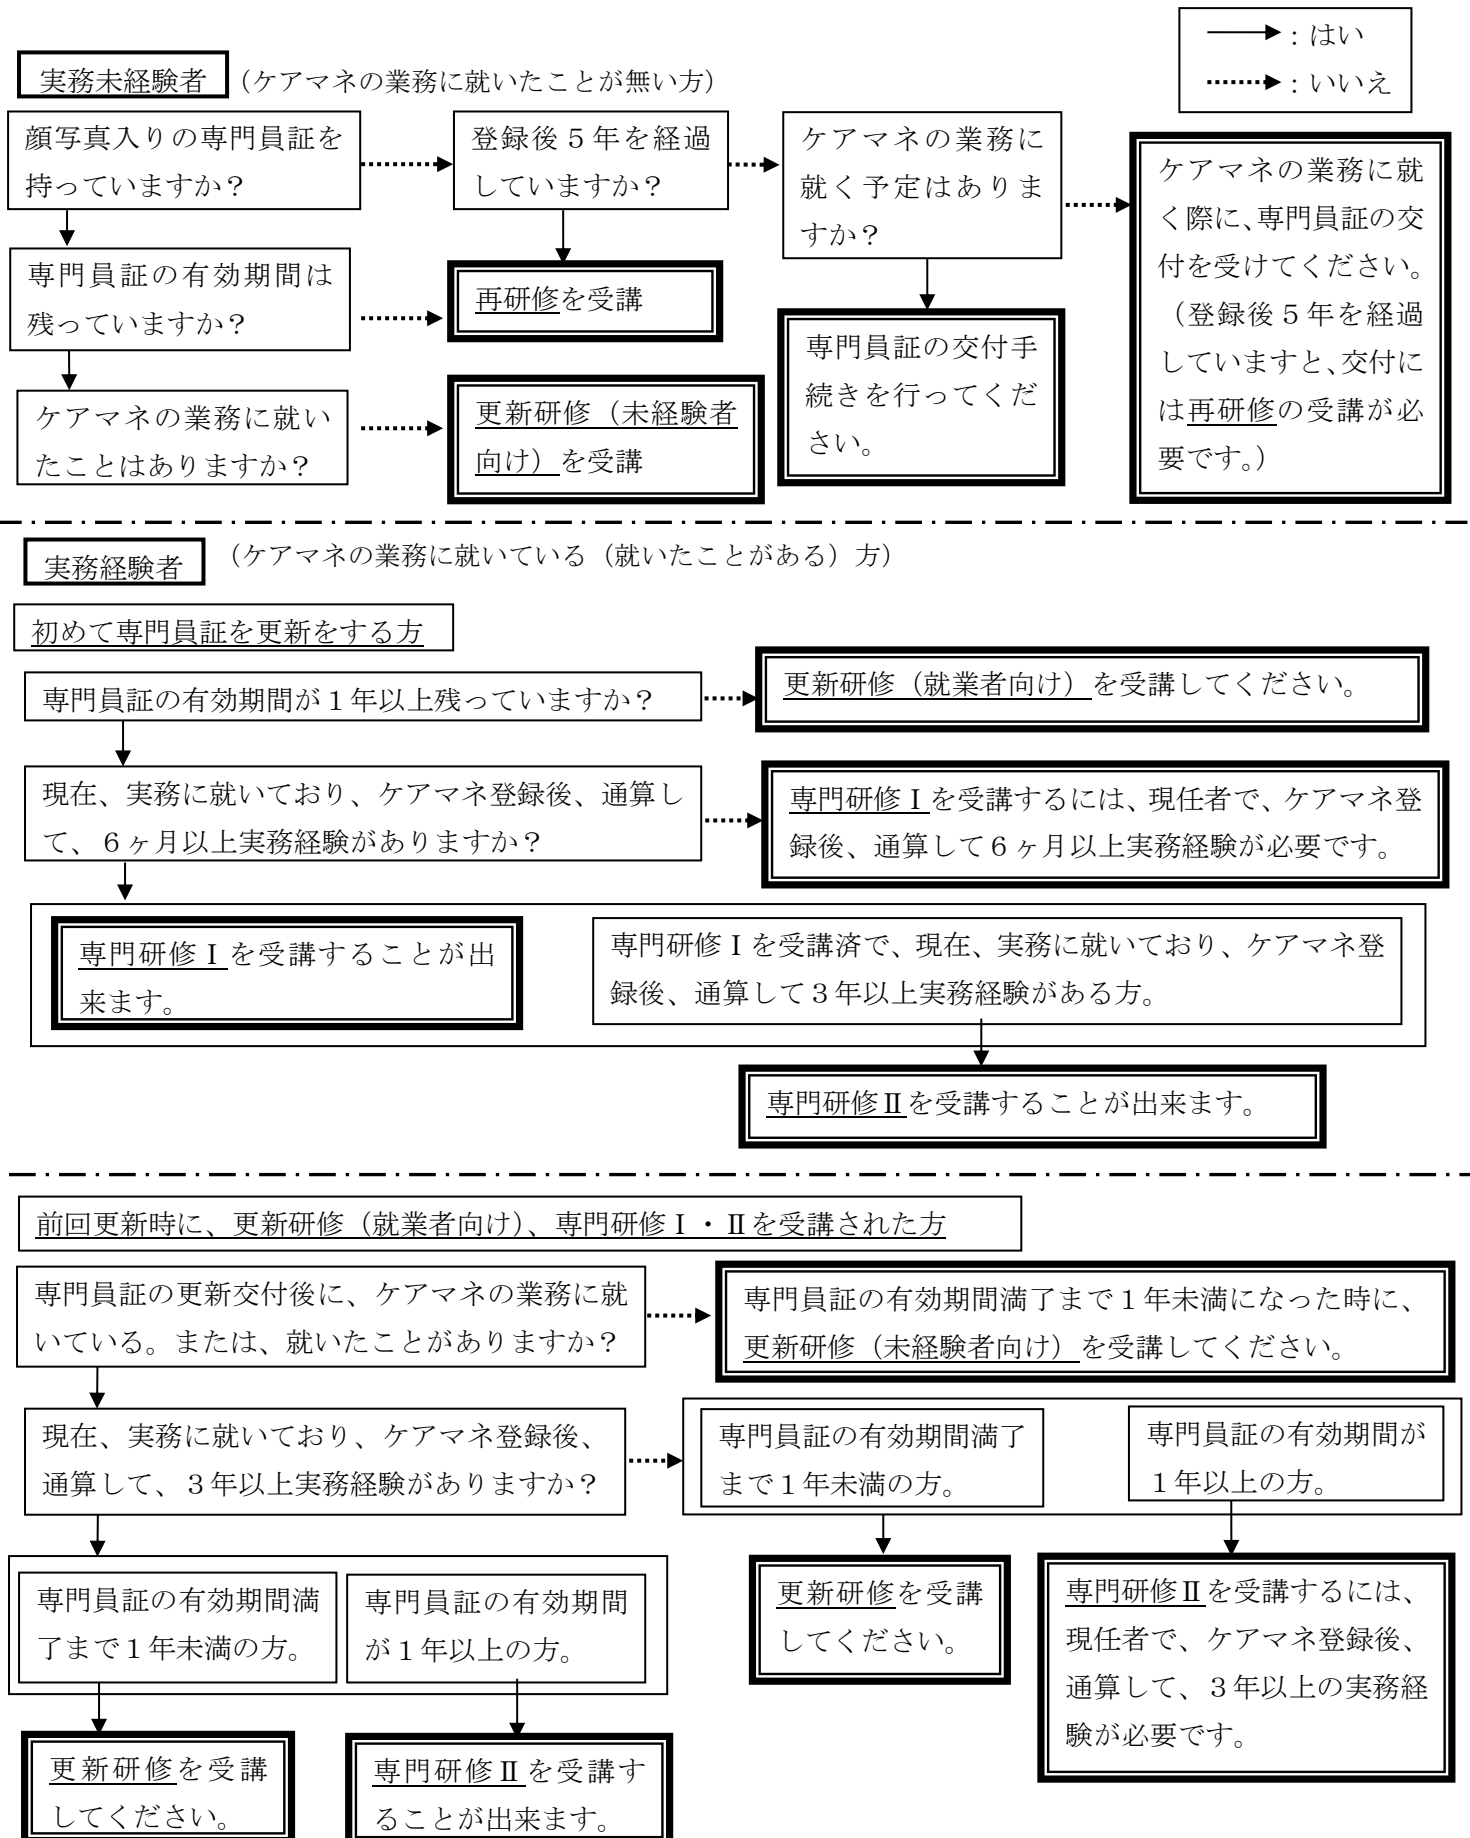 ：はい
：いいえ
実務未経験者
（ケアマネの業務に就いたことが無い方）
顔写真入りの専門員証を
持っていますか？
登録後５年を経過
していますか？
ケアマネの業務に
就く予定はありま
すか？
ケアマネの業務に就
く際に、専門員証の交
付を受けてください。
（登録後５年を経過
していますと、交付に
は再研修の受講が必
要です。）
専門員証の有効期間は
残っていますか？
再研修を受講
専門員証の交付手
続きを行ってくだ
さい。
ケアマネの業務に就い
たことはありますか？
更新研修（未経験者
向け）を受講
実務経験者
（ケアマネの業務に就いている（就いたことがある）方）
初めて専門員証を更新をする方
専門員証の有効期間が１年以上残っていますか？
更新研修（就業者向け）を受講してください。
現在、実務に就いており、ケアマネ登録後、通算し
て、６ヶ月以上実務経験がありますか？
専門研修Ⅰを受講するには、現任者で、ケアマネ登
録後、通算して６ヶ月以上実務経験が必要です。
専門研修Ⅰを受講することが出
来ます。
専門研修Ⅰを受講済で、現在、実務に就いており、ケアマネ登
録後、通算して３年以上実務経験がある方。
専門研修Ⅱを受講することが出来ます。
前回更新時に、更新研修（就業者向け）、専門研修Ⅰ・Ⅱを受講された方
専門員証の更新交付後に、ケアマネの業務に就
いている。または、就いたことがありますか？
専門員証の有効期間満了まで１年未満になった時に、
更新研修（未経験者向け）を受講してください。
現在、実務に就いており、ケアマネ登録後、
通算して、３年以上実務経験がありますか？
専門員証の有効期間満了
まで１年未満の方。
専門員証の有効期間が
１年以上の方。
専門員証の有効期間満
了まで１年未満の方。
専門員証の有効期間
が１年以上の方。
更新研修を受講
してください。
専門研修Ⅱを受講するには、
現任者で、ケアマネ登録後、
通算して、３年以上の実務経
験が必要です。
更新研修を受講
してください。
専門研修Ⅱを受講す
ることが出来ます。